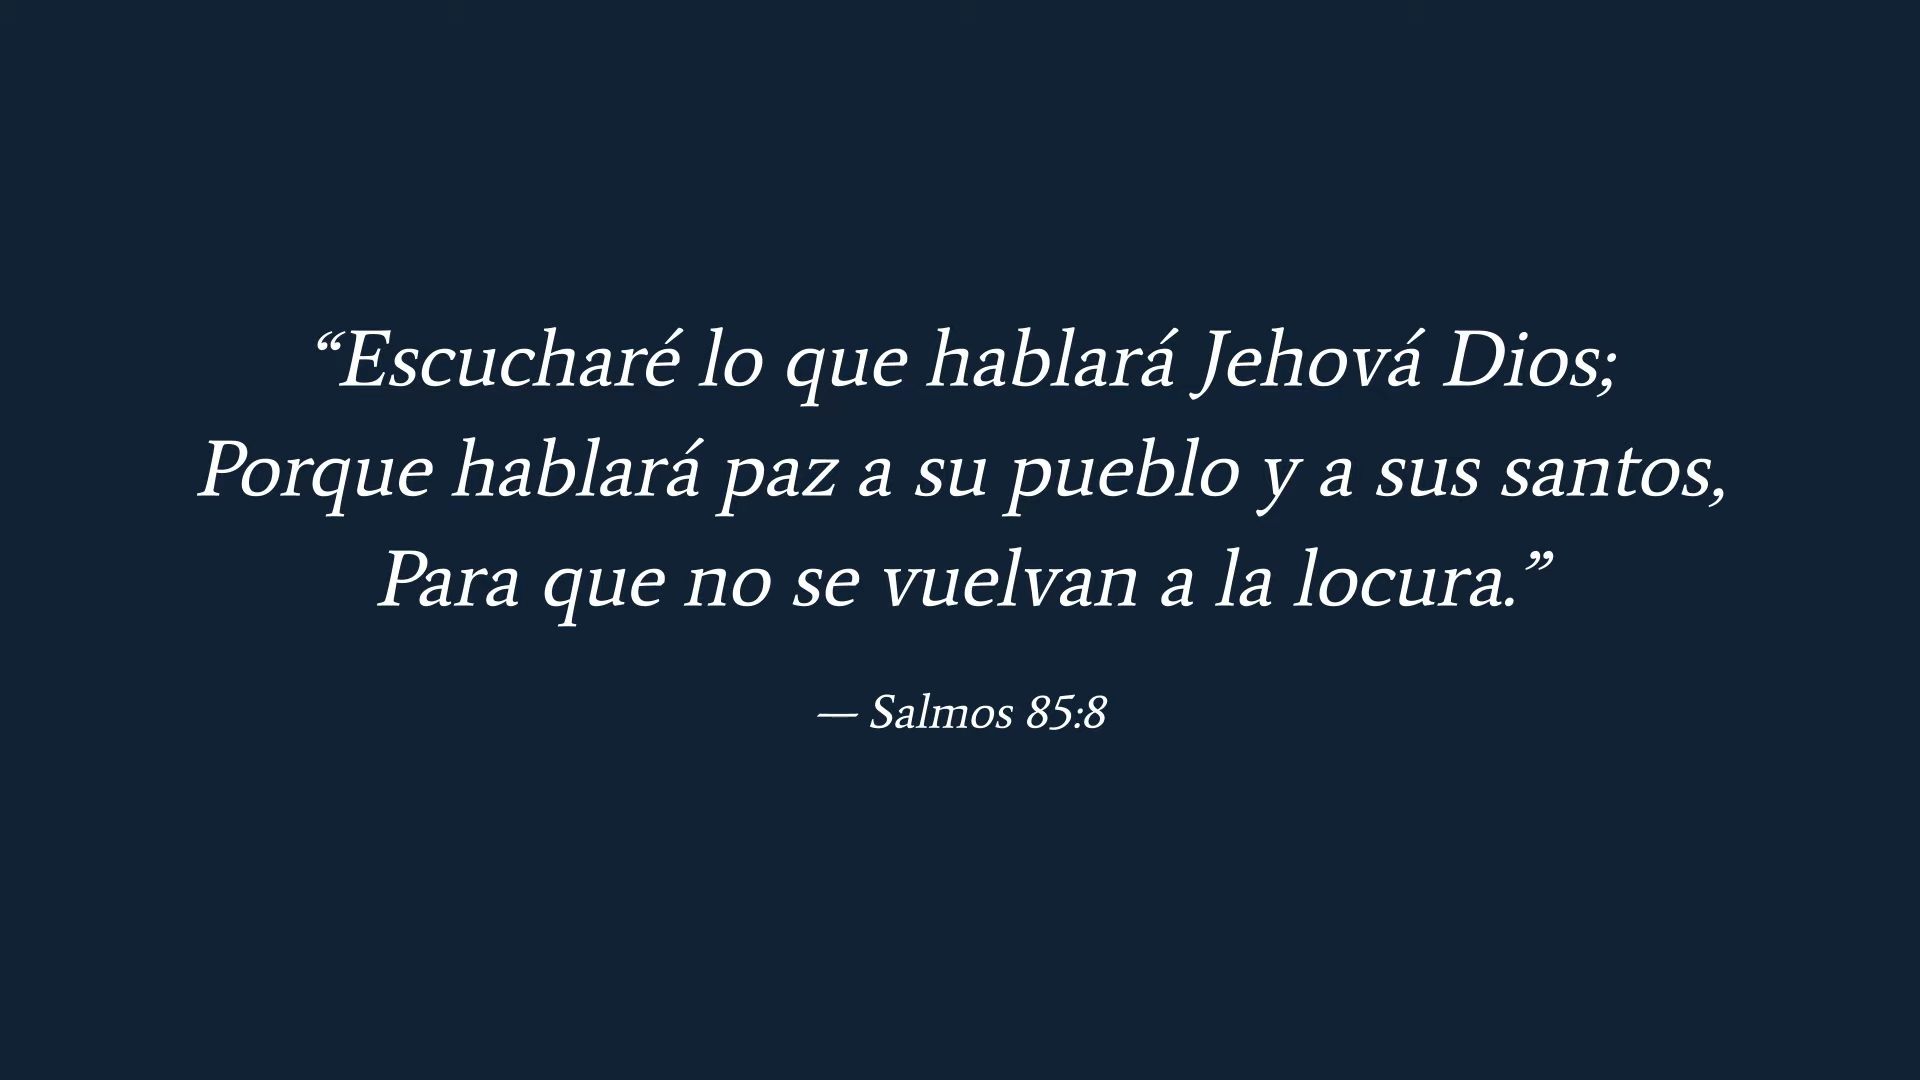 “Escucharé lo que hablará Jehová Dios;
Porque hablará paz a su pueblo y a sus santos,
Para que no se vuelvan a la locura.”
— Salmos 85:8